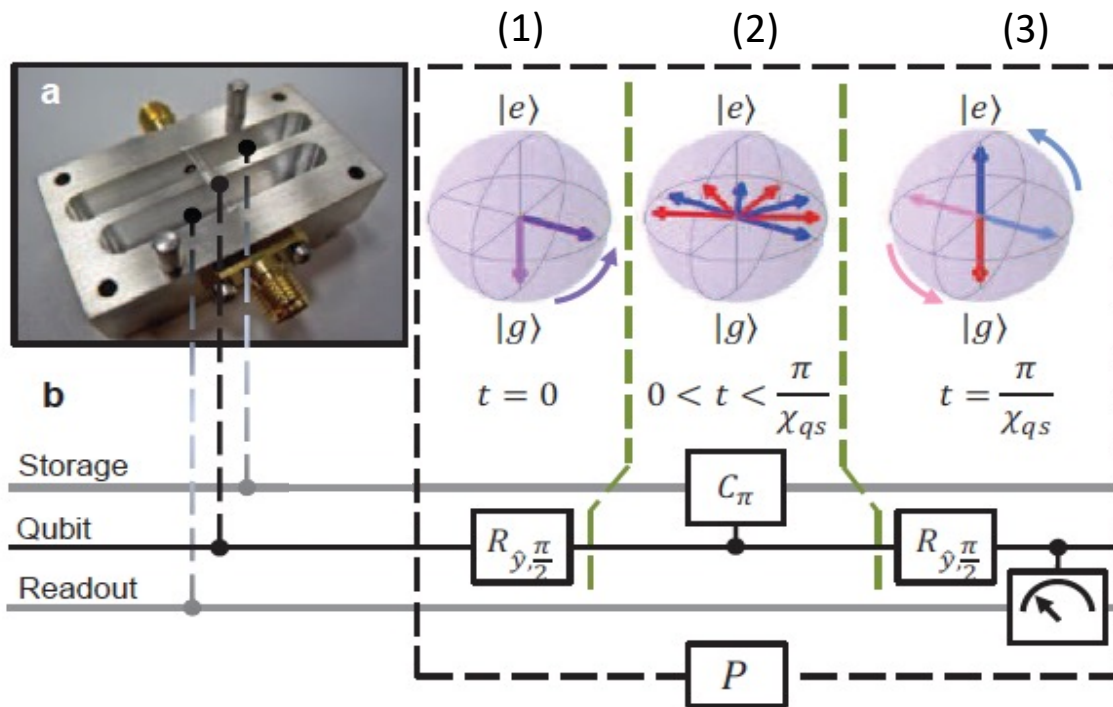 (1) (2) (3)
a
|e⟩ |e⟩ |e⟩
|g⟩ |g⟩ |g⟩
b
t = 0 0 < t < π/χqs t = π/χqs
Storage
Cπ
Qubit
Rŷ,π/2 Rŷ,π/2
Readout
P